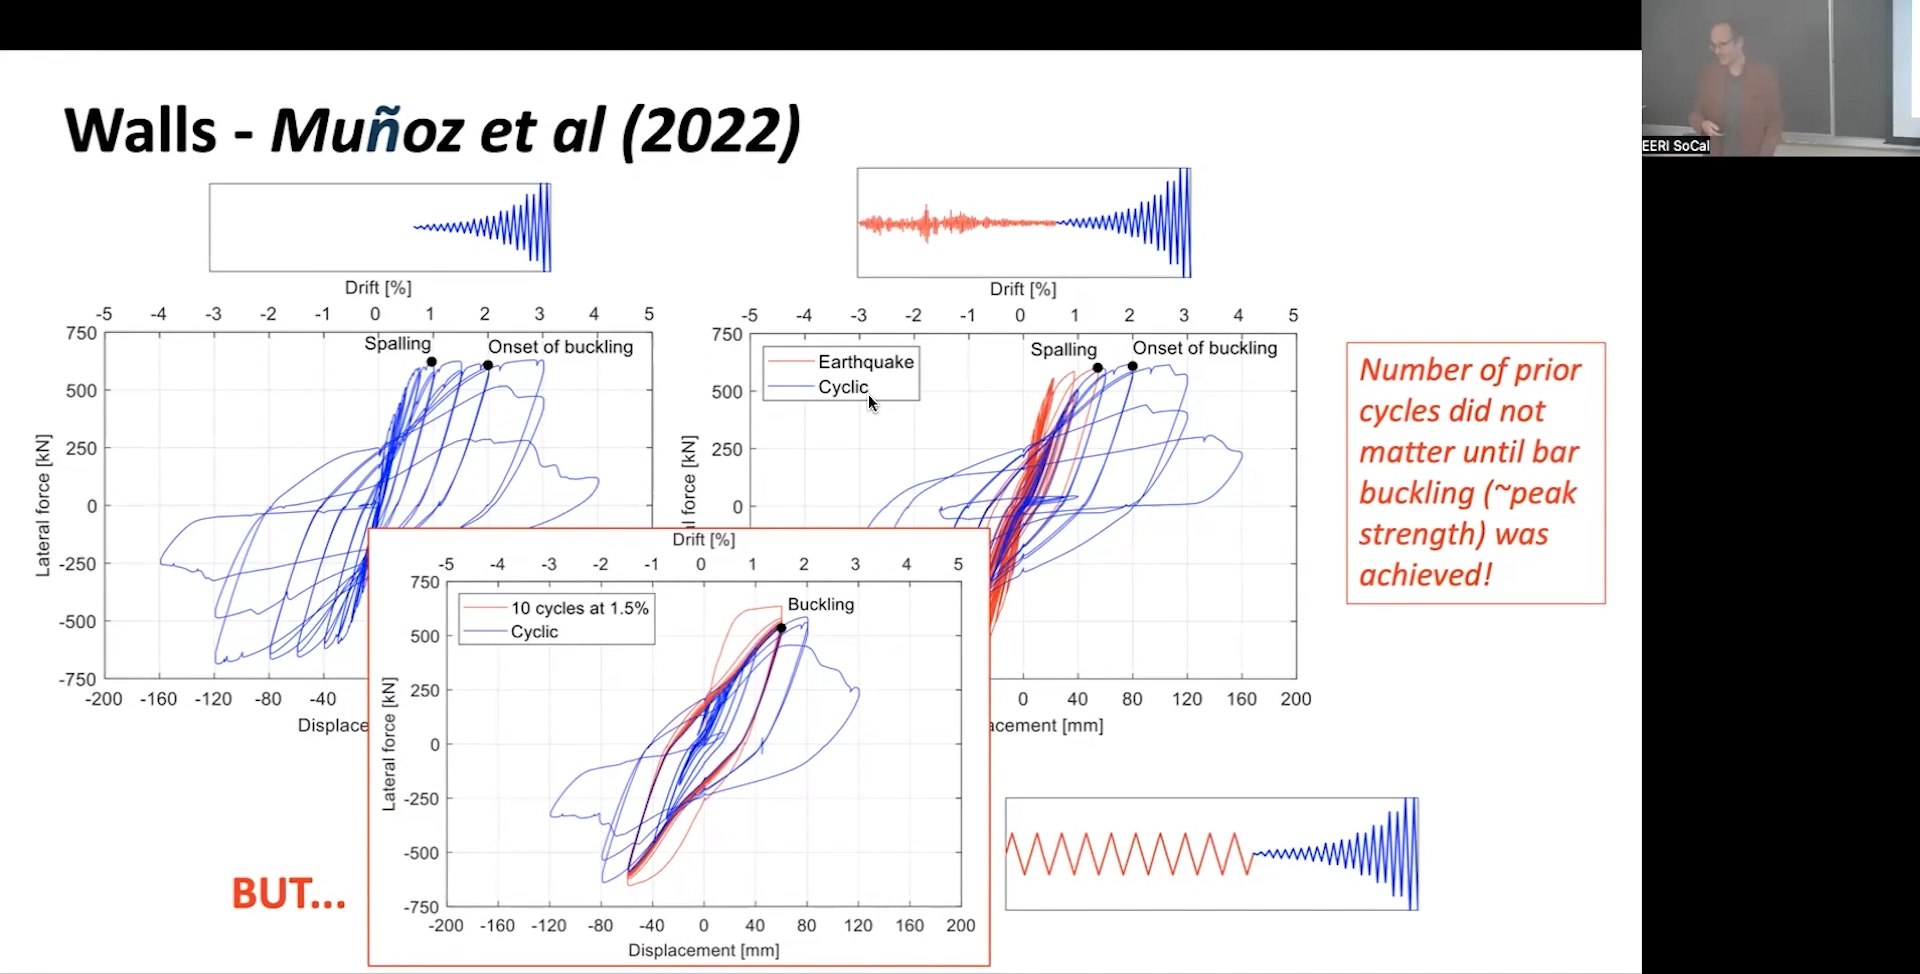 Walls - Muñoz et al (2022)
EERI SoCal
Drift [%]
-5 -4 -3 -2 -1 0 1 2 3 4 5
750
500
250
0
-250
-500
-750
Lateral force [kN]
Spalling
Onset of buckling
-200 -160 -120 -80 -40
Displace
Drift [%]
-5 -4 -3 -2 -1 0 1 2 3 4 5
750
500
250
0
al force [kN]
Earthquake
Cyclic
Spalling
Onset of buckling
0 40 80 120 160 200
acement [mm]
Number of prior
cycles did not
matter until bar
buckling (~peak
strength) was
achieved!
BUT...
Drift [%]
-5 -4 -3 -2 -1 0 1 2 3 4 5
750
500
250
0
-250
-500
-750
Lateral force [kN]
10 cycles at 1.5%
Cyclic
Buckling
-200 -160 -120 -80 -40 0 40 80 120 160 200
Displacement [mm]